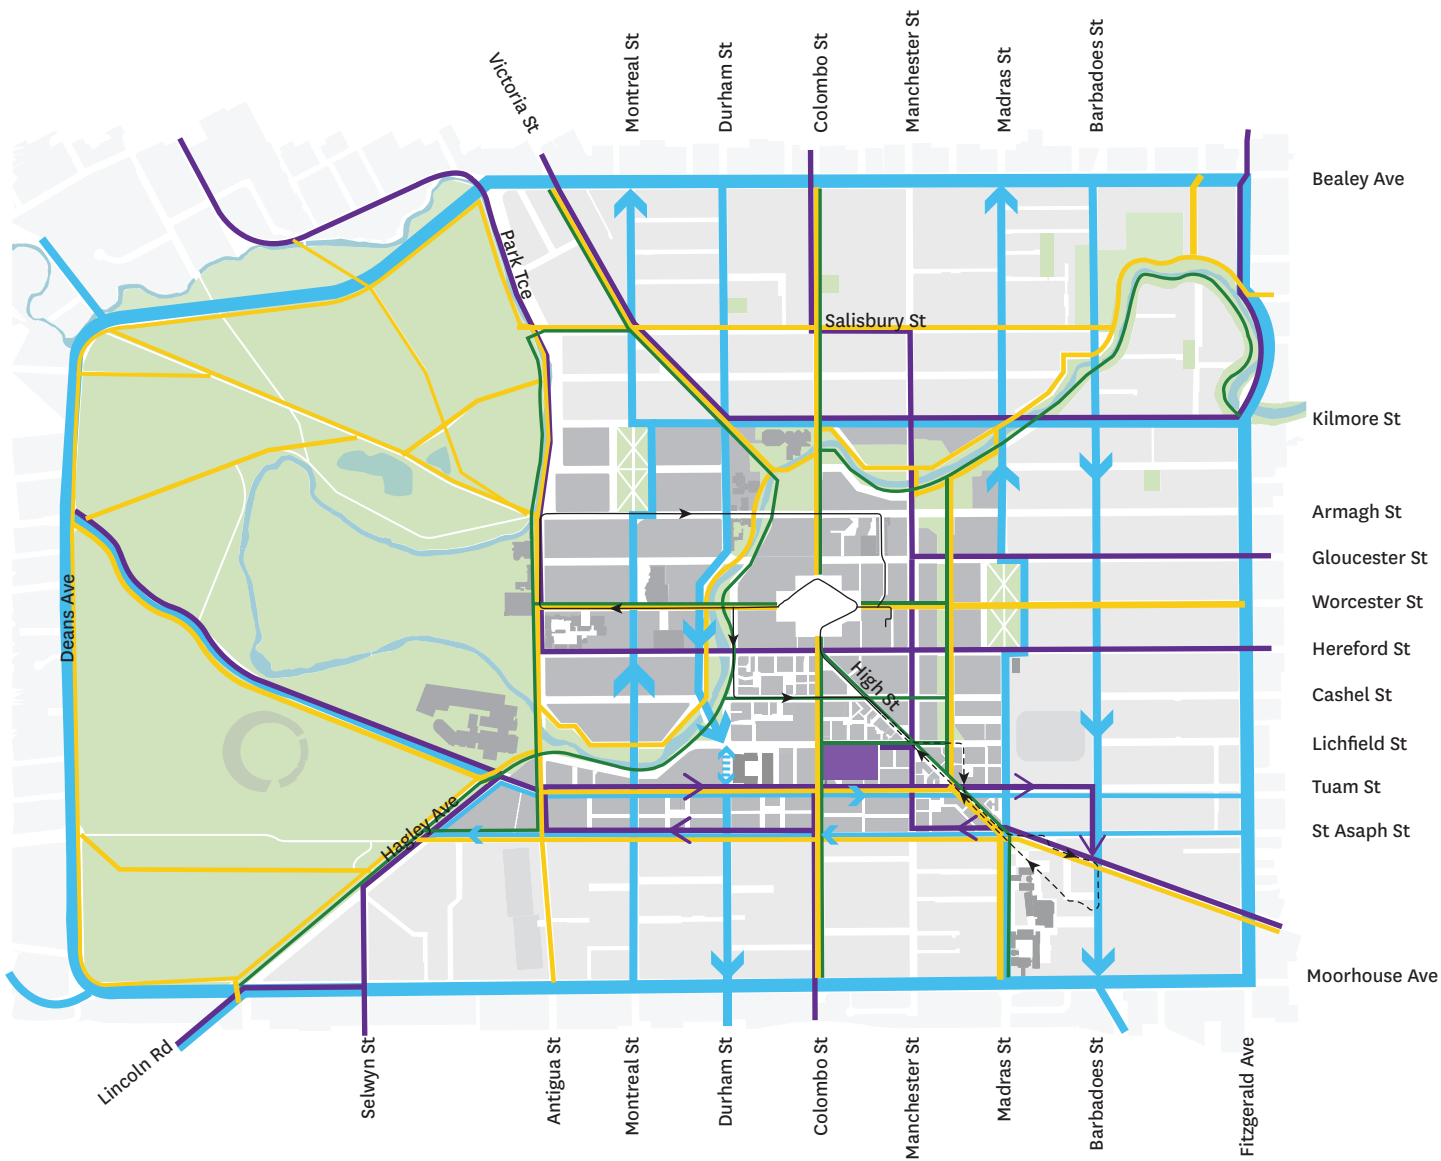 Victoria St
Montreal St
Durham St
Colombo St
Manchester St
Madras St
Barbadoes St
Bealey Ave
Park Tce
Salisbury St
Kilmore St
Armagh St
Gloucester St
Worcester St
Deans Ave
Hereford St
High St
Cashel St
Lichfield St
Tuam St
Hagley Ave
St Asaph St
Moorhouse Ave
Lincoln Rd
Selwyn St
Antigua St
Montreal St
Durham St
Colombo St
Manchester St
Madras St
Barbadoes St
Fitzgerald Ave